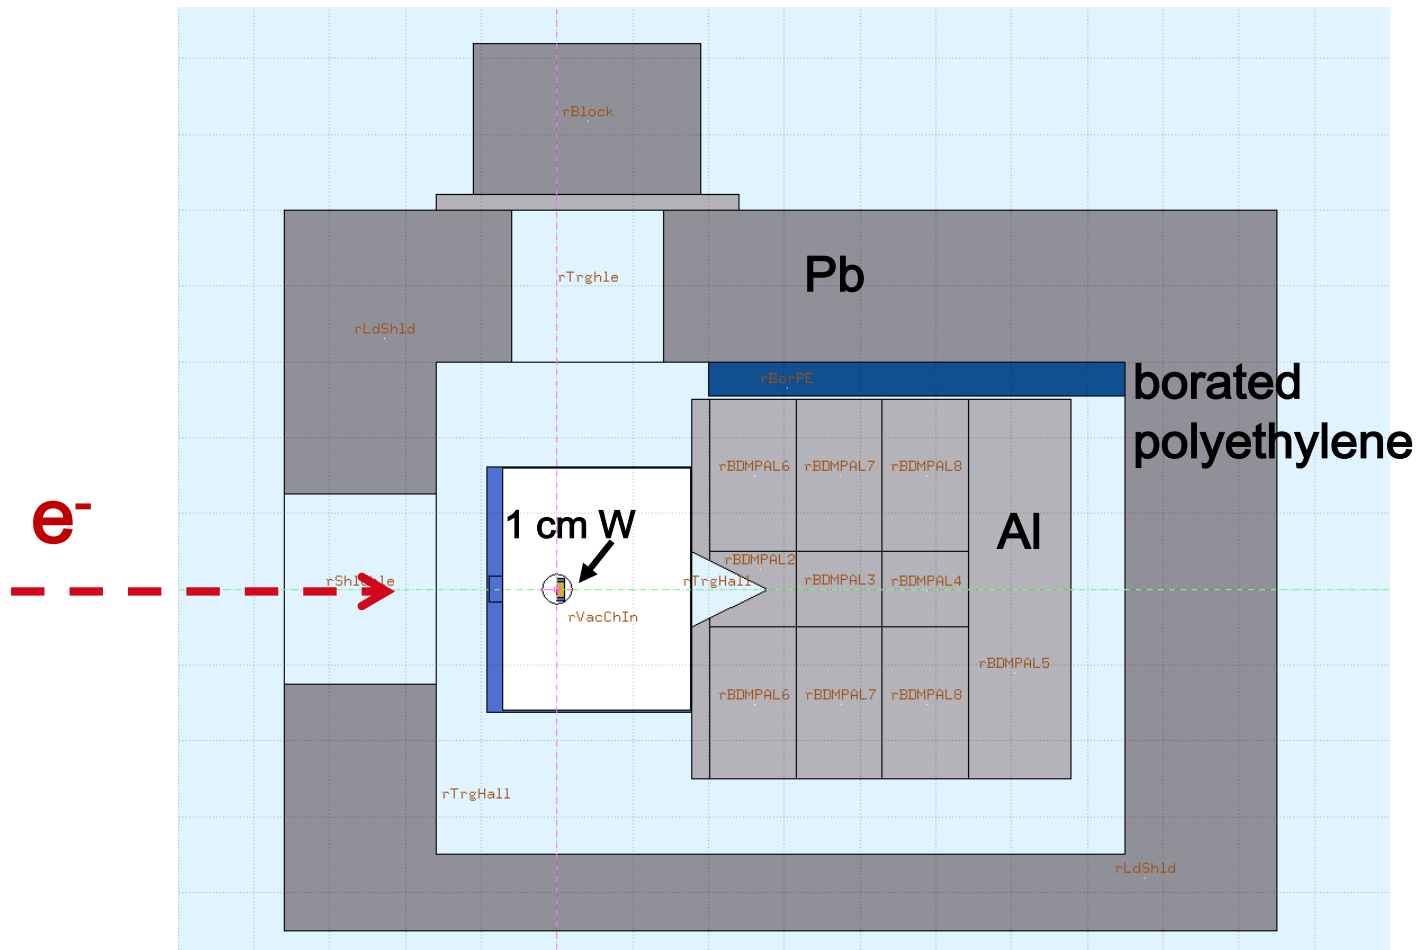 rBlock
rTrghle
Pb
rLdShld
rBorPE
borated
polyethylene
rBDMPAL6
rBDMPAL7
rBDMPAL8
e-
1 cm W
Al
rBDMPAL2
rShldhle
rTrgHall
rBDMPAL3
rBDMPAL4
rVacChIn
rBDMPAL5
rBDMPAL6
rBDMPAL7
rBDMPAL8
rTrgHall
rLdShld